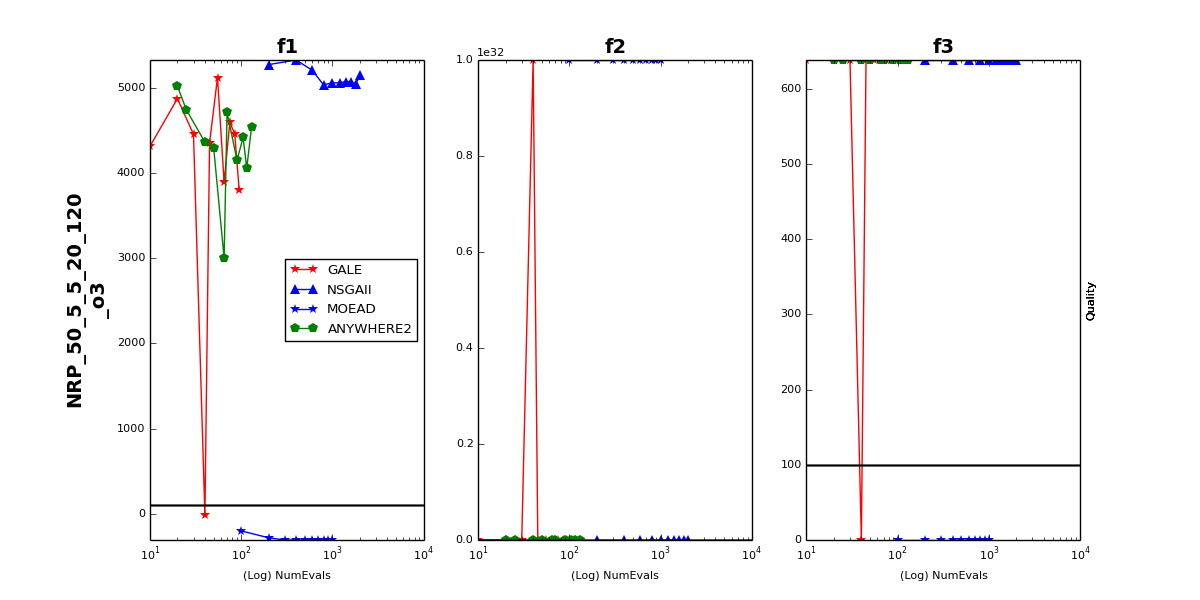 f1
f2
f3
NRP_50_5_5_20_120
_o3
5000
4000
3000
2000
1000
0
10^1
10^2
10^3
10^4
(Log) NumEvals
GALE
NSGAII
MOEAD
ANYWHERE2
1e32
1.0
0.8
0.6
0.4
0.2
0.0
10^1
10^2
10^3
10^4
(Log) NumEvals
600
500
400
300
200
100
0
10^1
10^2
10^3
10^4
(Log) NumEvals
Quality